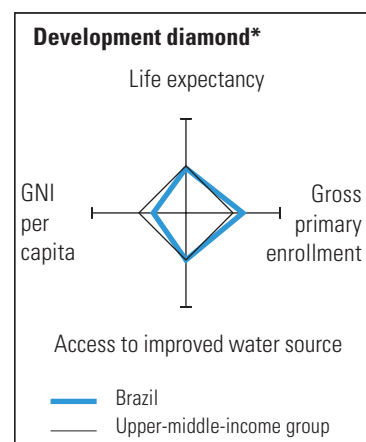 Development diamond*
Life expectancy
GNI
per
capita
Gross
primary
enrollment
Access to improved water source
Brazil
Upper-middle-income group